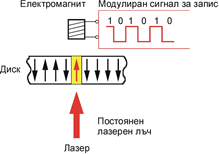 Електромагнит
Модулиран сигнал за запис
1 0 1 0 1 0
Диск
Постоянен
лазерен лъч
Лазер